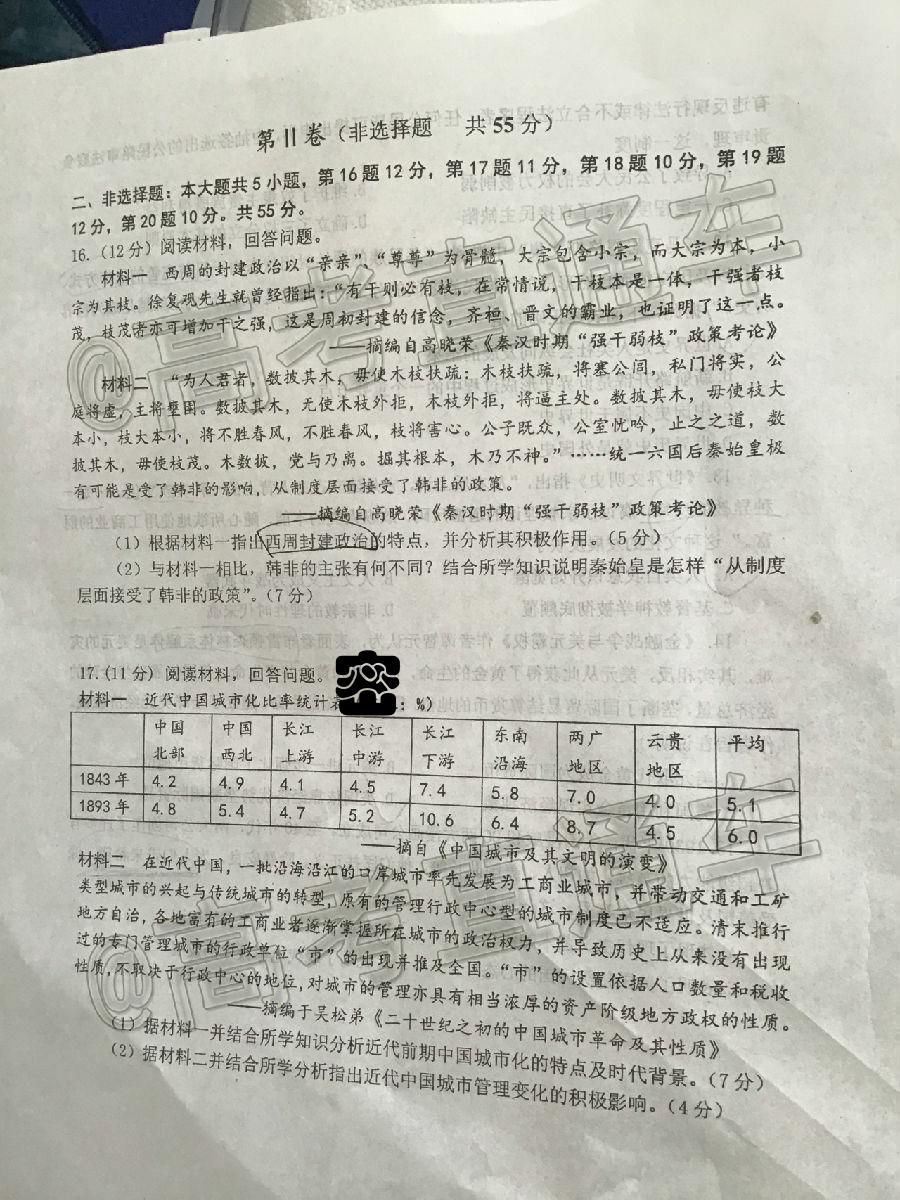 第Ⅱ卷(非选择题 共55分)
二、非选择题：本大题共5小题，第16题12分，第17题11分，第18题10分，第19题
12分，第20题10分。共55分。
16.(12分)阅读材料，回答问题。
材料一 西周的封建政治以“亲亲”“尊尊”为骨髓，大宗包含小宗，而大宗为本，小
宗为其枝。徐复观先生就曾经指出：“有干则必有枝，在常情说，干枝本是一体，干强者枝
茂，枝茂者亦可增加干之强，这是周初封建的信念，齐桓、晋文的霸业，也证明了这一点。
——摘编自高晓荣《秦汉时期“强干弱枝”政策考论》
材料二 “为人君者，数披其木，毋使木枝扶疏；木枝扶疏，将塞公闾，私门将实，公
庭将虚，主将壅围。数披其木，无使木枝外拒，木枝外拒，将逼主处。数披其木，毋使枝大
本小，枝大本小，将不胜春风，不胜春风，枝将害心。公子既众，公室忧吟，止之之道，数
披其木，毋使枝茂。木数披，党与乃离。掘其根本，木乃不神。”……统一六国后秦始皇极
有可能是受了韩非的影响，从制度层面接受了韩非的政策。
——摘编自高晓荣《秦汉时期“强干弱枝”政策考论》
(1)根据材料一指出西周封建政治的特点，并分析其积极作用。(5分)
(2)与材料一相比，韩非的主张有何不同？结合所学知识说明秦始皇是怎样“从制度
层面接受了韩非的政策”。(7分)
17.(11分)阅读材料，回答问题。
材料一 近代中国城市化比率统计表 ：%)
中国北部 中国西北 长江上游 长江中游 长江下游 东南沿海 两广地区 云贵地区 平均
1843年 4.2 4.9 4.1 4.5 7.4 5.8 7.0 4.0 5.1
1893年 4.8 5.4 4.7 5.2 10.6 6.4 8.7 4.5 6.0
——摘自《中国城市及其文明的演变》
材料二 在近代中国，一批沿海沿江的口岸城市率先发展为工商业城市，并带动交通和工矿
类型城市的兴起与传统城市的转型，原有的管理行政中心型的城市制度已不适应。清末推行
地方自治，各地富有的工商业者逐渐掌握所在城市的政治权力，并导致历史上从来没有出现
过的专门管理城市的行政单位“市”的出现并推及全国。“市”的设置依据人口数量和税收
性质，不取决于行政中心的地位，对城市的管理亦具有相当浓厚的资产阶级地方政权的性质。
——摘编于吴松弟《二十世纪之初的中国城市革命及其性质》
(1)据材料一并结合所学知识分析近代前期中国城市化的特点及时代背景。(7分)
(2)据材料二并结合所学分析指出近代中国城市管理变化的积极影响。(4分)
@高考直通车
@高考直通车